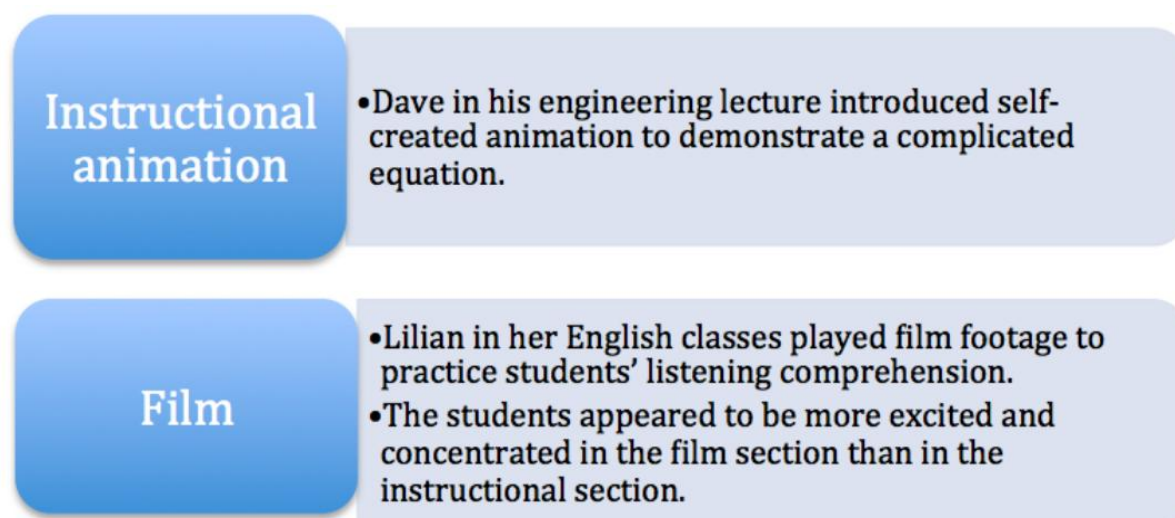 Instructional
animation
•Dave in his engineering lecture introduced self-
created animation to demonstrate a complicated
equation.
Film
•Lilian in her English classes played film footage to
practice students’ listening comprehension.
•The students appeared to be more excited and
concentrated in the film section than in the
instructional section.